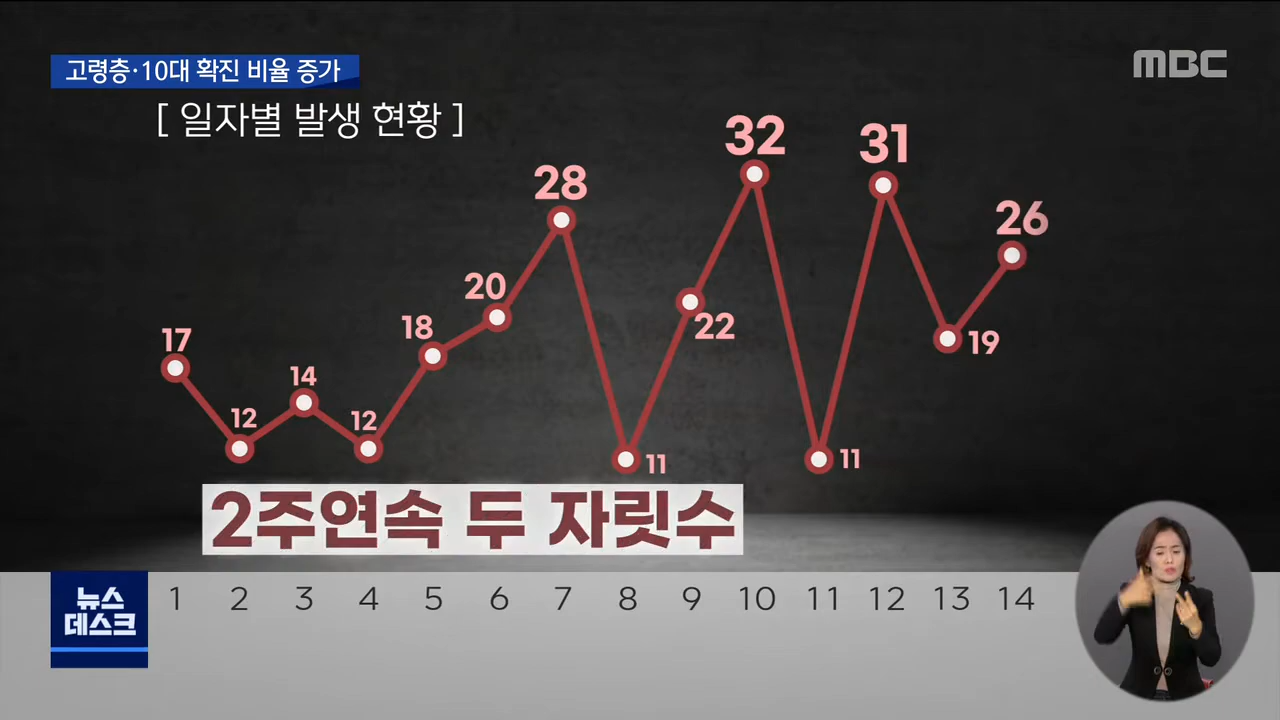 고령층·10대 확진 비율 증가
MBC
[ 일자별 발생 현황 ]
17
12
14
12
18
20
28
11
22
32
11
31
19
26
2주연속 두 자릿수
뉴스
데스크
1 2 3 4 5 6 7 8 9 10 11 12 13 14